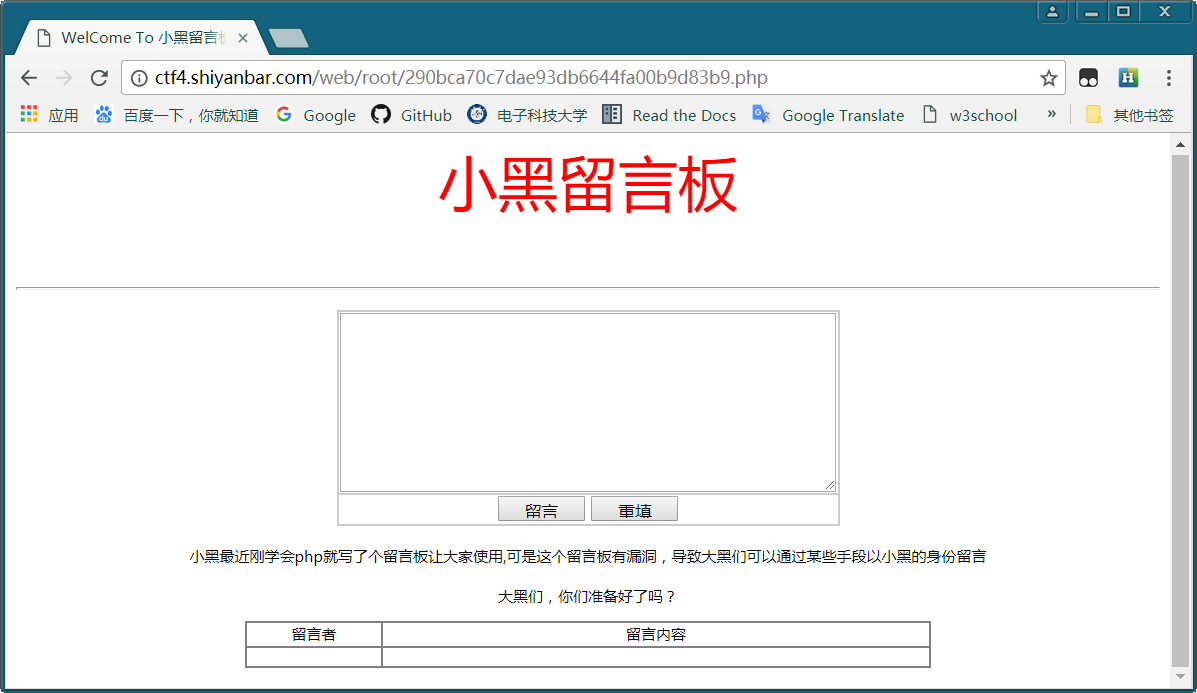 WelCome To 小黑留言板
ctf4.shiyanbar.com/web/root/290bca70c7dae93db6644fa00b9d83b9.php
应用 百度一下，你就知道 Google GitHub 电子科技大学 Read the Docs Google Translate w3school » 其他书签
小黑留言板
留言 重填
小黑最近刚学会php就写了个留言板让大家使用,可是这个留言板有漏洞，导致大黑们可以通过某些手段以小黑的身份留言
大黑们，你们准备好了吗？
留言者 留言内容